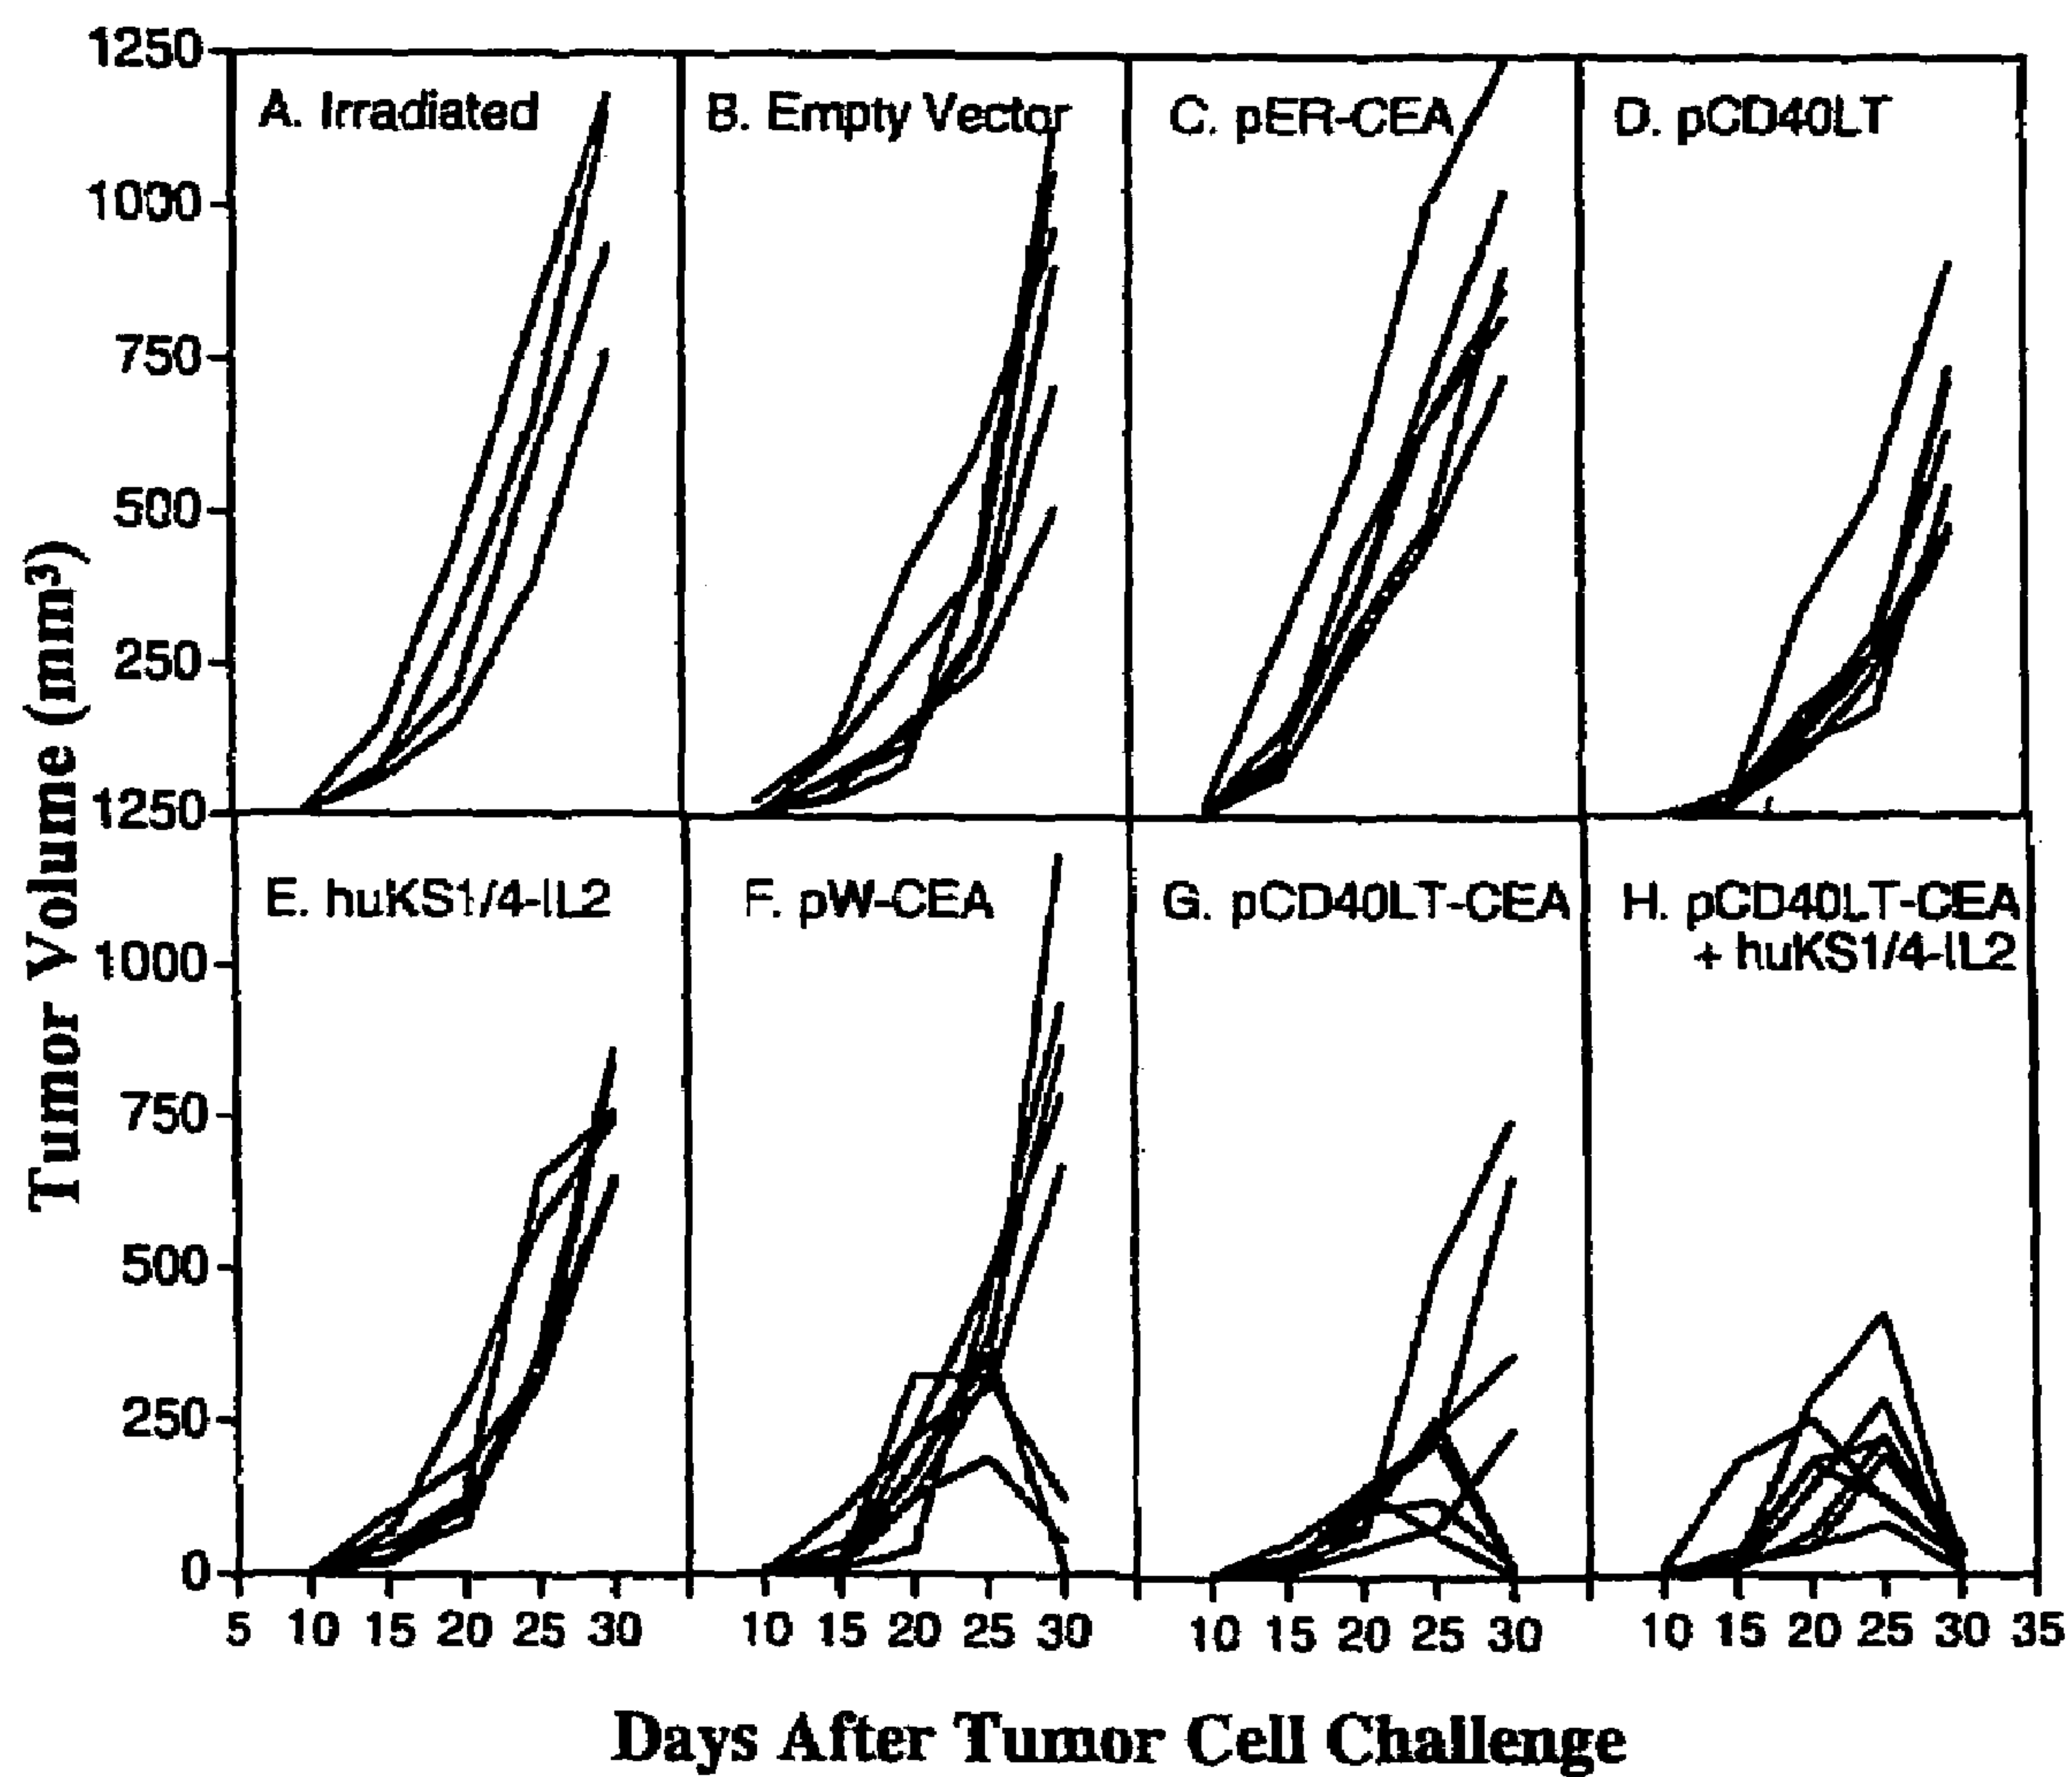 Tumor Volume (mm³)
1250
1000
750
500
250
1250
1000
750
500
250
0
A. Irradiated
B. Empty Vector
C. pER-CEA
D. pCD40LT
E. huKS1/4-IL2
F. pW-CEA
G. pCD40LT-CEA
H. pCD40LT-CEA
+ huKS1/4-IL2
5 10 15 20 25 30
10 15 20 25 30
10 15 20 25 30
10 15 20 25 30 35
Days After Tumor Cell Challenge